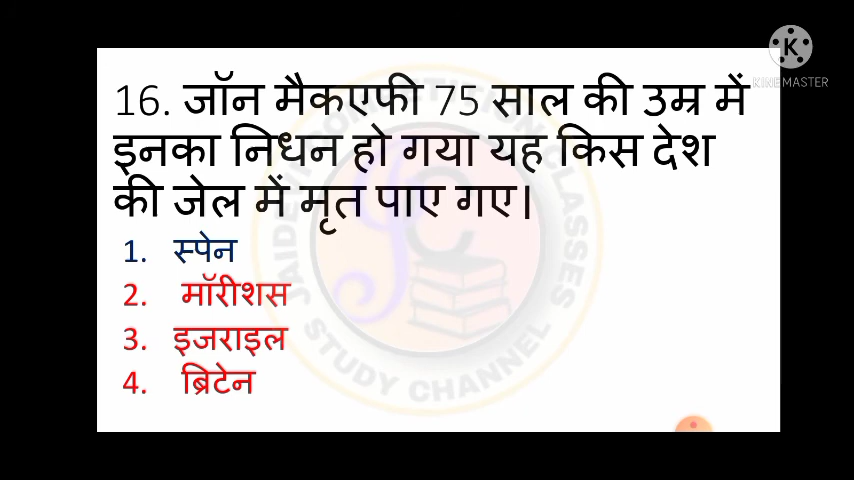 K
KINEMASTER
16. जॉन मैकएफी 75 साल की उम्र में
इनका निधन हो गया यह किस देश
की जेल में मृत पाए गए।
1. स्पेन
2. मॉरीशस
3. इजराइल
4. ब्रिटेन
STUDY CHANNEL
CLASSES